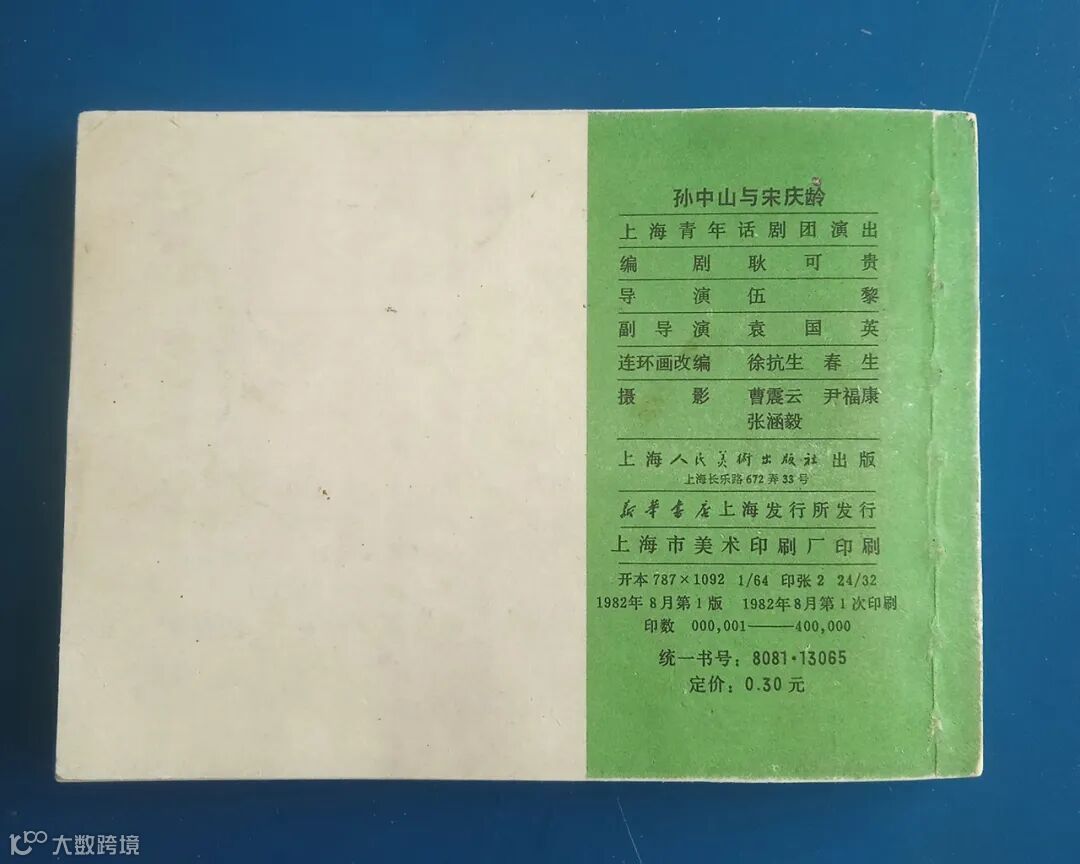 孙中山与宋庆龄
上海青年话剧团演出
编剧 耿可贵
导演 伍黎
副导演 袁国英
连环画改编 徐抗生 春生
摄影 曹震云 尹福康
张涵毅
上海人民美術出版社出版
上海长乐路672弄33号
新华書店上海发行所发行
上海市美术印刷厂印刷
开本787×1092 1/64 印张2 24/32
1982年8月第1版 1982年8月第1次印刷
印数 000,001——400,000
统一书号：8081·13065
定价：0.30元
大数跨境